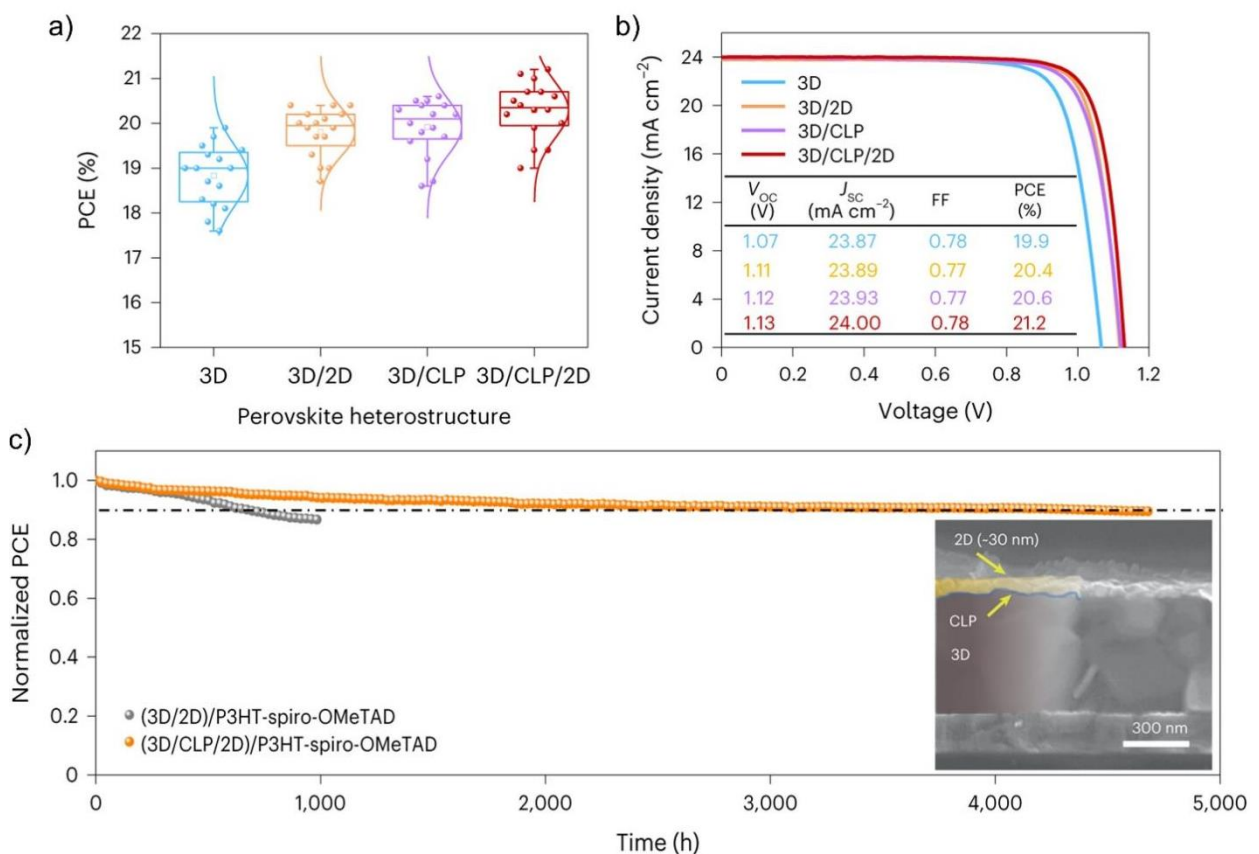 a)
22
21
20
19
18
17
16
15
PCE (%)
3D
3D/2D
3D/CLP
3D/CLP/2D
Perovskite heterostructure
b)
24
20
16
12
8
4
0
Current density (mA cm⁻²)
3D
3D/2D
3D/CLP
3D/CLP/2D
V_OC (V) J_SC (mA cm⁻²) FF PCE (%)
1.07 23.87 0.78 19.9
1.11 23.89 0.77 20.4
1.12 23.93 0.77 20.6
1.13 24.00 0.78 21.2
0 0.2 0.4 0.6 0.8 1.0 1.2
Voltage (V)
c)
1.0
0.8
0.6
0.4
0.2
0
Normalized PCE
(3D/2D)/P3HT-spiro-OMeTAD
(3D/CLP/2D)/P3HT-spiro-OMeTAD
2D (~30 nm)
CLP
3D
300 nm
0 1,000 2,000 3,000 4,000 5,000
Time (h)